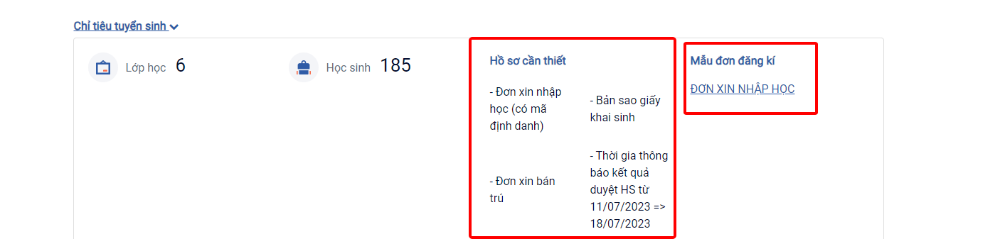 Chỉ tiêu tuyển sinh
Lớp học 6
Học sinh 185
Hồ sơ cần thiết
- Đơn xin nhập
học (có mã
định danh)
- Bản sao giấy
khai sinh
- Đơn xin bán
trú
- Thời gia thông
báo kết quả
duyệt HS từ
11/07/2023 =>
18/07/2023
Mẫu đơn đăng kí
ĐƠN XIN NHẬP HỌC